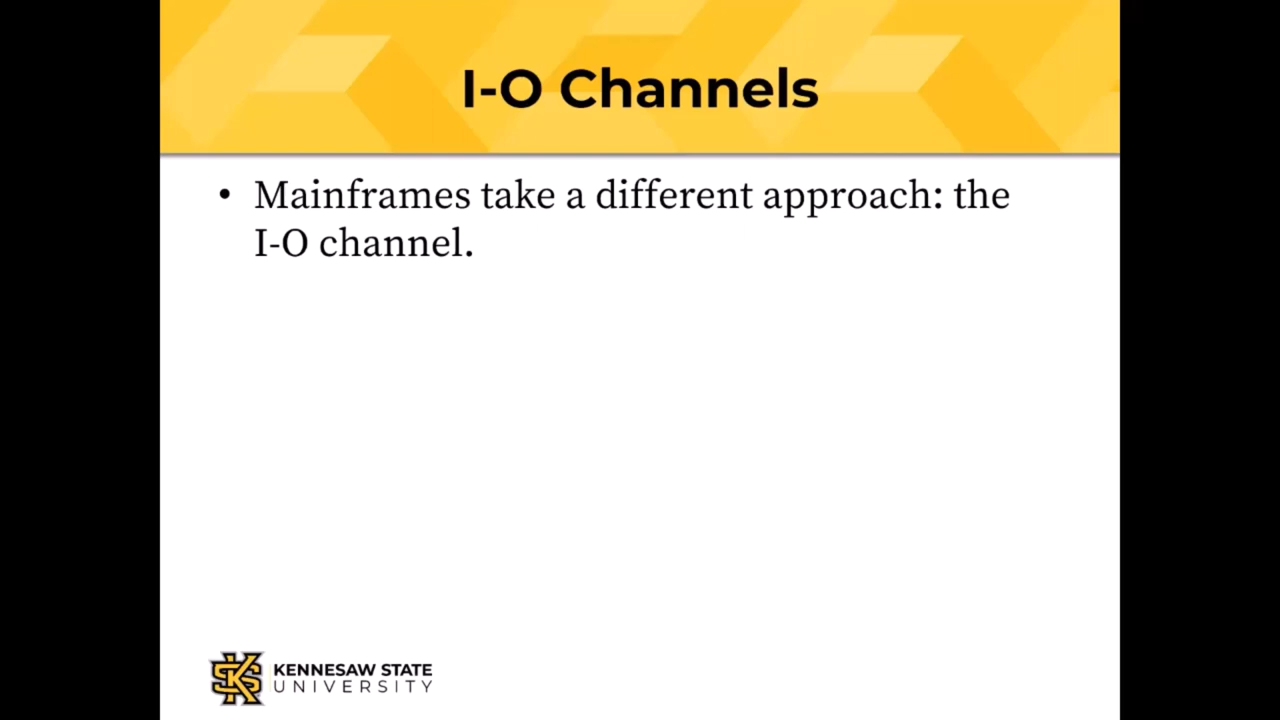 I-O Channels
• Mainframes take a different approach: the
I-O channel.
KENNESAW STATE
UNIVERSITY